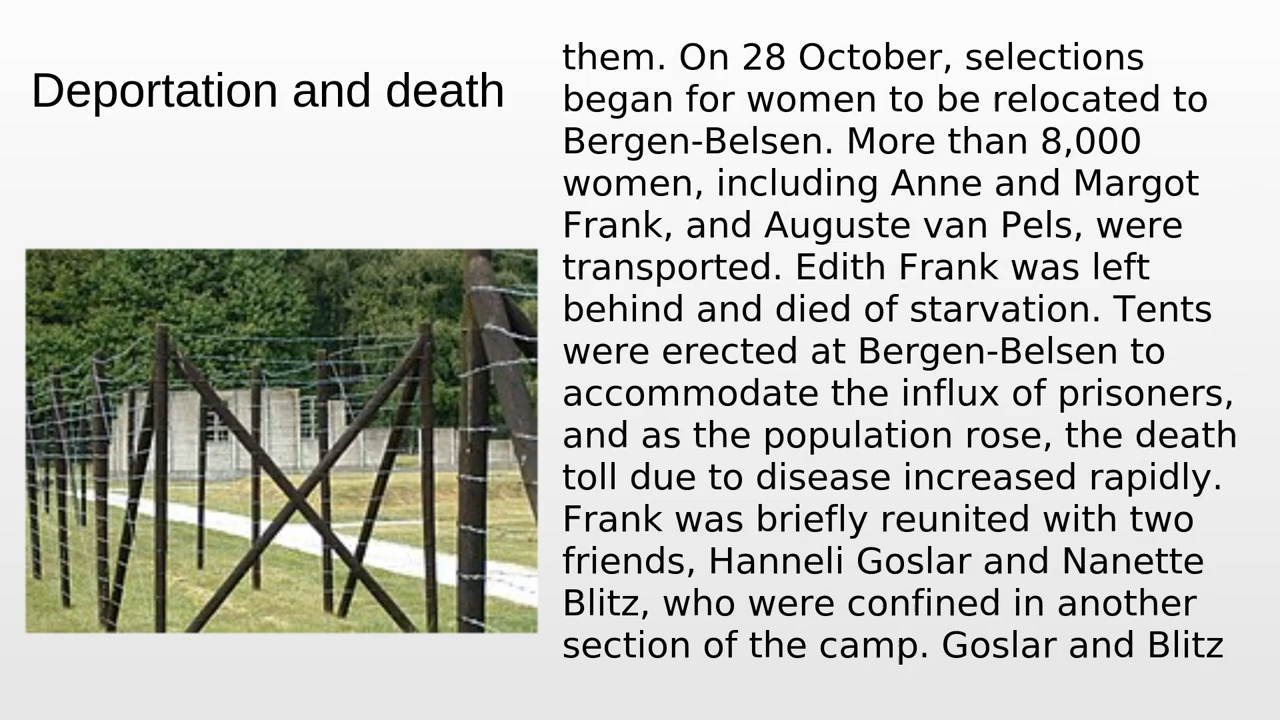 Deportation and death
them. On 28 October, selections
began for women to be relocated to
Bergen-Belsen. More than 8,000
women, including Anne and Margot
Frank, and Auguste van Pels, were
transported. Edith Frank was left
behind and died of starvation. Tents
were erected at Bergen-Belsen to
accommodate the influx of prisoners,
and as the population rose, the death
toll due to disease increased rapidly.
Frank was briefly reunited with two
friends, Hanneli Goslar and Nanette
Blitz, who were confined in another
section of the camp. Goslar and Blitz